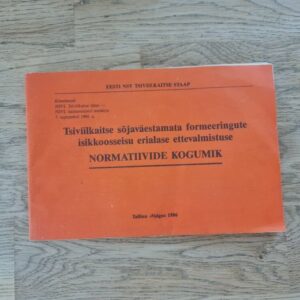 EESTI NSV TSIVIILKAITSE STAAP
Tsiviilkaitse sõjaväestamata formeeringute
isikkoosseisu erialase ettevalmistuse
NORMATIIVIDE KOGUMIK
Tallinn «Valgus» 1986